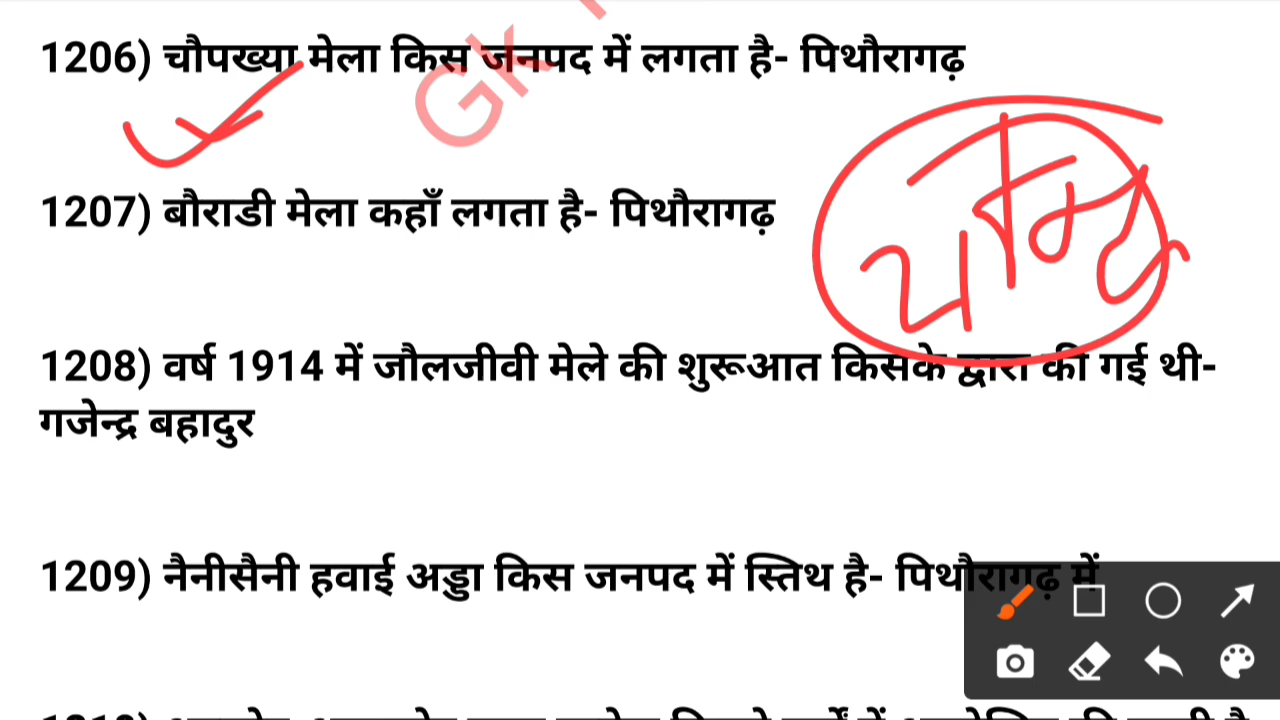 1206) चौपख्या मेला किस जनपद में लगता है- पिथौरागढ़
Gk
1207) बौराडी मेला कहाँ लगता है- पिथौरागढ़
1208) वर्ष 1914 में जौलजीवी मेले की शुरूआत किसके द्वारा की गई थी-
गजेन्द्र बहादुर
1209) नैनीसैनी हवाई अड्डा किस जनपद में स्तिथ है- पिथौरागढ़ में